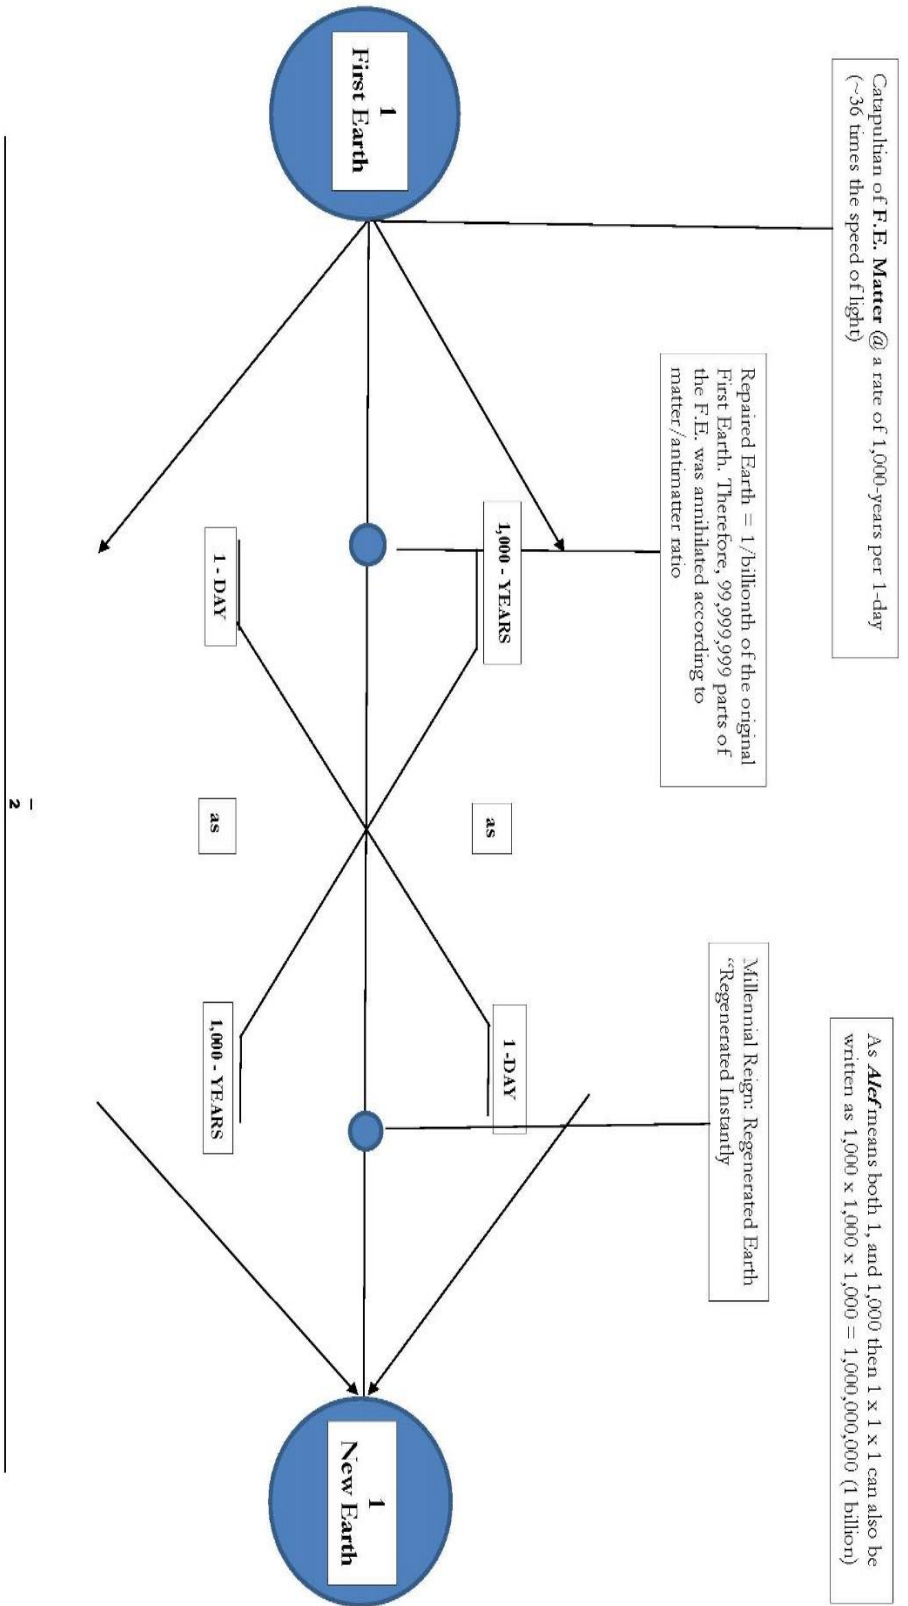 Catapultian of F.E. Matter @ a rate of 1,000-years per 1-day
(~36 times the speed of light)
As Alef means both 1, and 1,000 then 1 x 1 x 1 can also be
written as 1,000 x 1,000 x 1,000 = 1,000,000,000 (1 billion)
Repaired Earth = 1/billionth of the original
First Earth. Therefore, 99,999,999 parts of
the F.E. was annihilated according to
matter/antimatter ratio
Millennial Reign: Regenerated Earth
“Regenerated Instantly
1,000 - YEARS
as
1 -DAY
1
First Earth
1
New Earth
1 - DAY
as
1,000 - YEARS
–
2